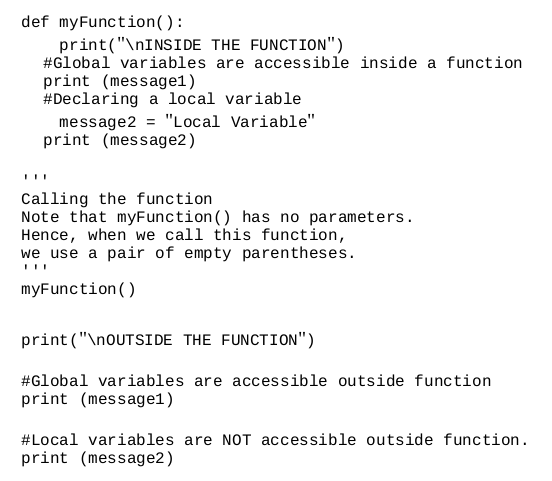 def myFunction():
    print("\nINSIDE THE FUNCTION")
  #Global variables are accessible inside a function
  print (message1)
  #Declaring a local variable
    message2 = "Local Variable"
  print (message2)

'''
Calling the function
Note that myFunction() has no parameters.
Hence, when we call this function,
we use a pair of empty parentheses.
'''
myFunction()

print("\nOUTSIDE THE FUNCTION")

#Global variables are accessible outside function
print (message1)

#Local variables are NOT accessible outside function.
print (message2)